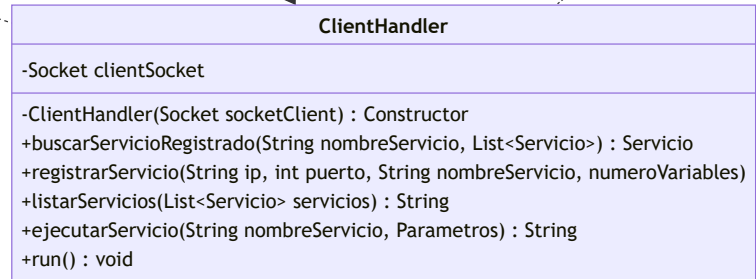 ClientHandler
-Socket clientSocket
-ClientHandler(Socket socketClient) : Constructor
+buscarServicioRegistrado(String nombreServicio, List<Servicio>) : Servicio
+registrarServicio(String ip, int puerto, String nombreServicio, numeroVariables)
+listarServicios(List<Servicio> servicios) : String
+ejecutarServicio(String nombreServicio, Parametros) : String
+run() : void